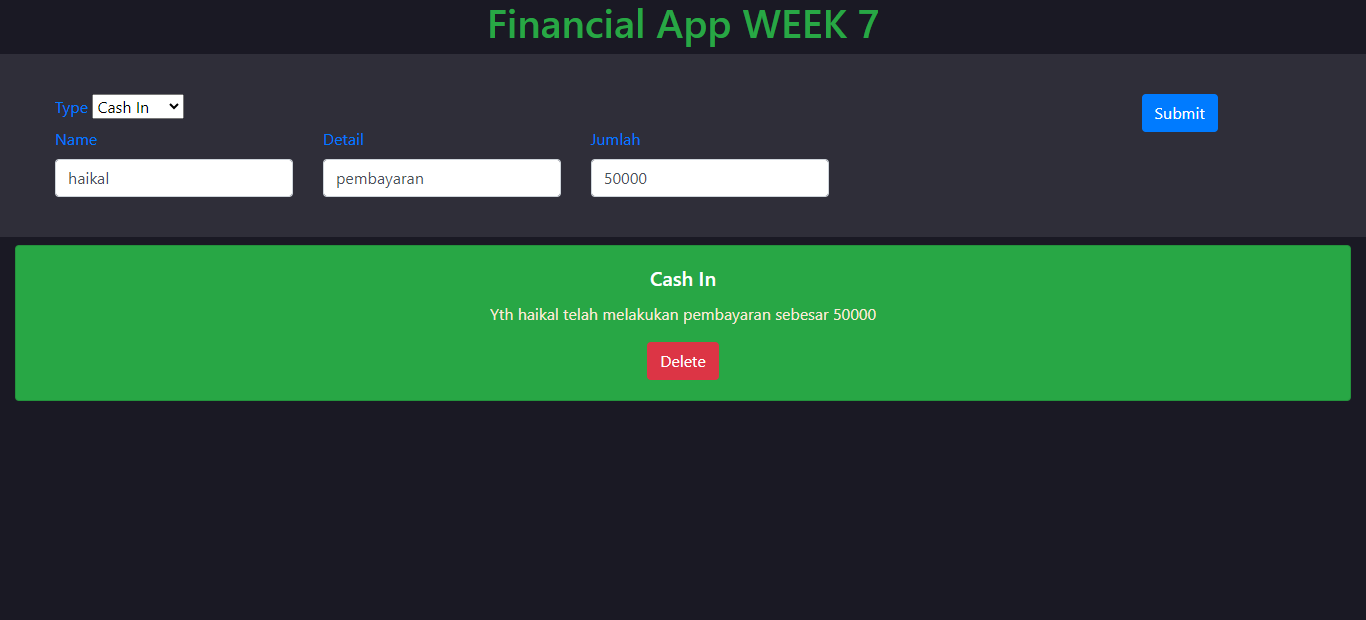 Financial App WEEK 7
Type Cash In
Submit
Name Detail Jumlah
haikal pembayaran 50000
Cash In
Yth haikal telah melakukan pembayaran sebesar 50000
Delete